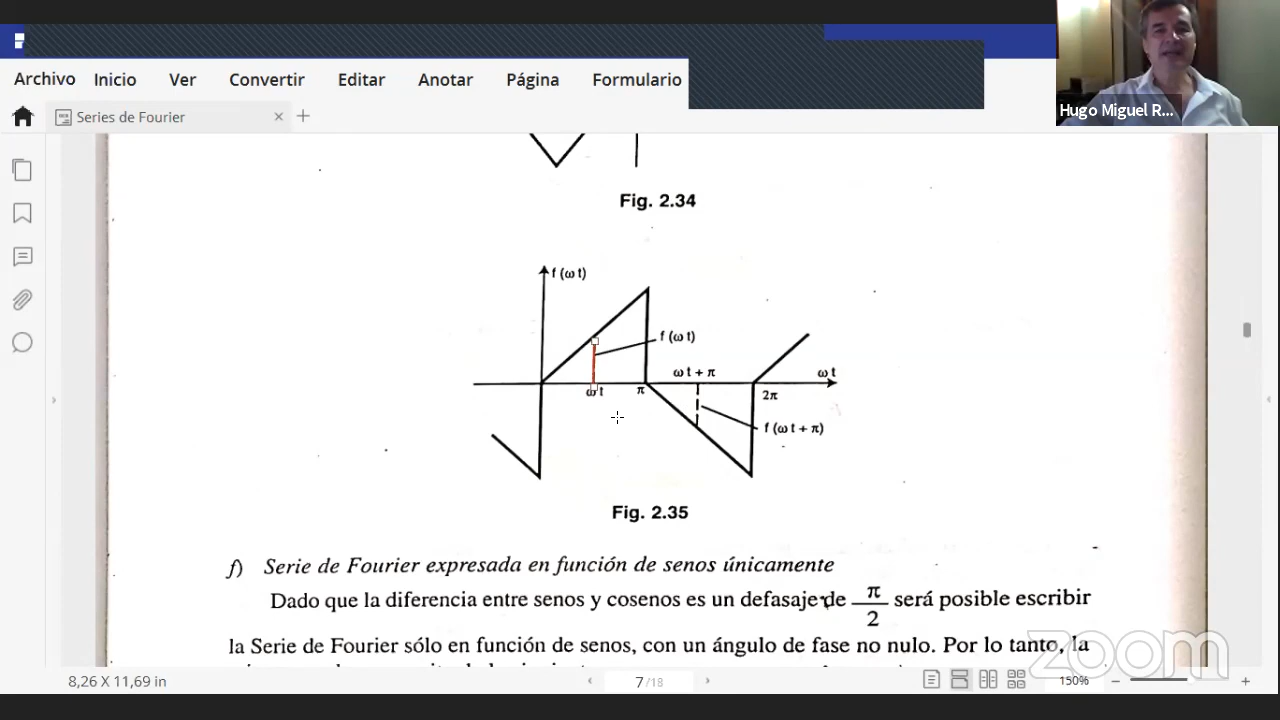 Archivo Inicio Ver Convertir Editar Anotar Página Formulario
Hugo Miguel R...
Series de Fourier
Fig. 2.34
f (ω t)
f (ω t)
ω t + π
ω t
ω t
π
2π
f (ω t + π)
Fig. 2.35
f) Serie de Fourier expresada en función de senos únicamente
Dado que la diferencia entre senos y cosenos es un defasaje de π/2 será posible escribir
la Serie de Fourier sólo en función de senos, con un ángulo de fase no nulo. Por lo tanto, la
zoom
8,26 X 11,69 in
7 /18
150%